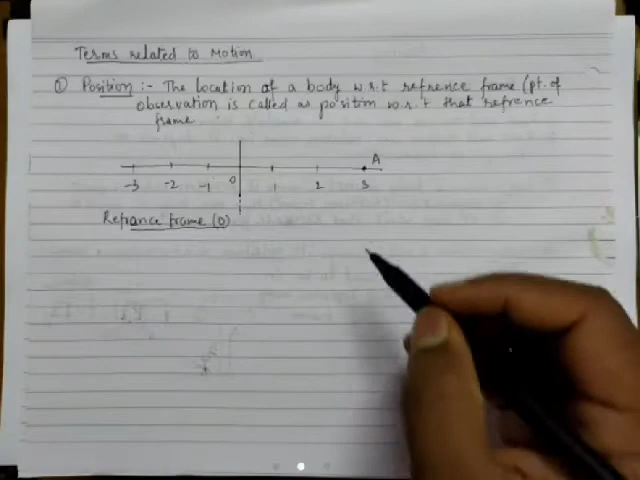 Terms related to Motion
① Position :- The location of a body w.r.t refrence frame (pt. of
observation is called as position w.r.t that refrence
frame
A
-3 -2 -1 0 1 2 3
Refrance frame (0)